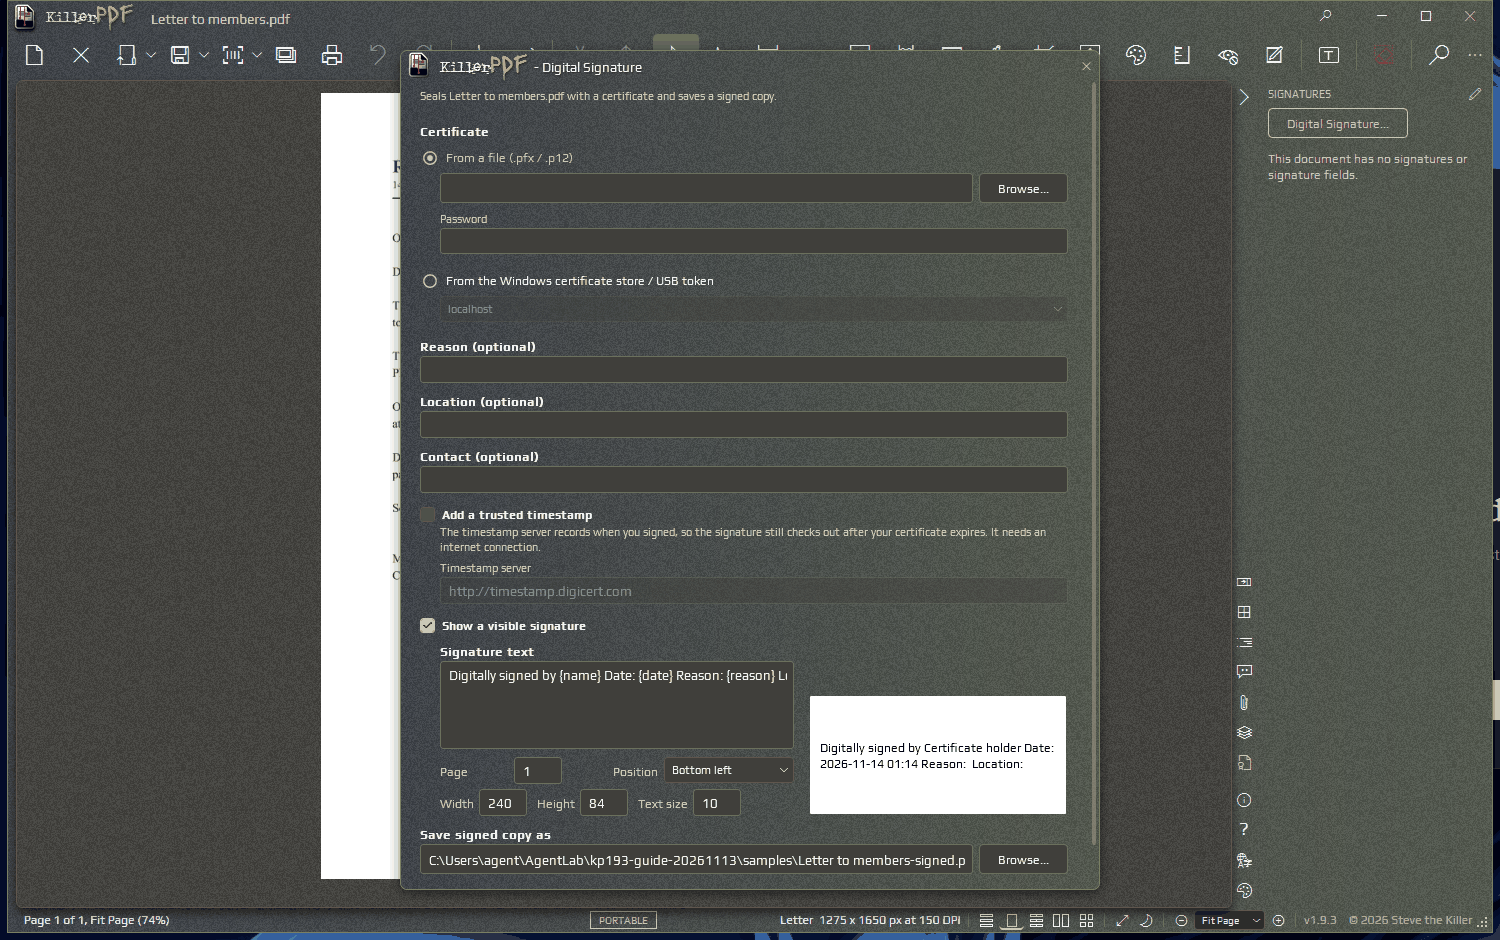 KillerPDF Letter to members.pdf
KillerPDF - Digital Signature
Seals Letter to members.pdf with a certificate and saves a signed copy.
Certificate
From a file (.pfx / .p12)
Browse...
Password
From the Windows certificate store / USB token
localhost
Reason (optional)
Location (optional)
Contact (optional)
Add a trusted timestamp
The timestamp server records when you signed, so the signature still checks out after your certificate expires. It needs an
internet connection.
Timestamp server
http://timestamp.digicert.com
Show a visible signature
Signature text
Digitally signed by {name} Date: {date} Reason: {reason}
Digitally signed by Certificate holder Date:
2026-11-14 01:14 Reason: Location:
Page 1 Position Bottom left
Width 240 Height 84 Text size 10
Save signed copy as
C:\Users\agent\AgentLab\kp193-guide-20261113\samples\Letter to members-signed.p
Browse...
SIGNATURES
Digital Signature...
This document has no signatures or
signature fields.
Page 1 of 1, Fit Page (74%)
PORTABLE
Letter 1275 x 1650 px at 150 DPI
Fit Page
v1.9.3 © 2026 Steve the Killer